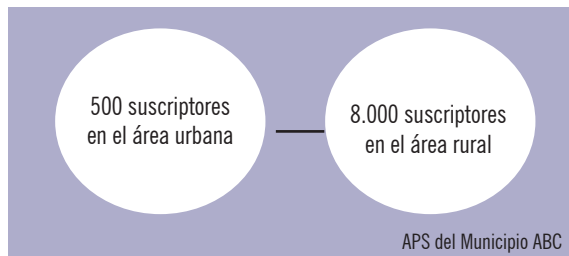 500 suscriptores
en el área urbana
8.000 suscriptores
en el área rural
APS del Municipio ABC